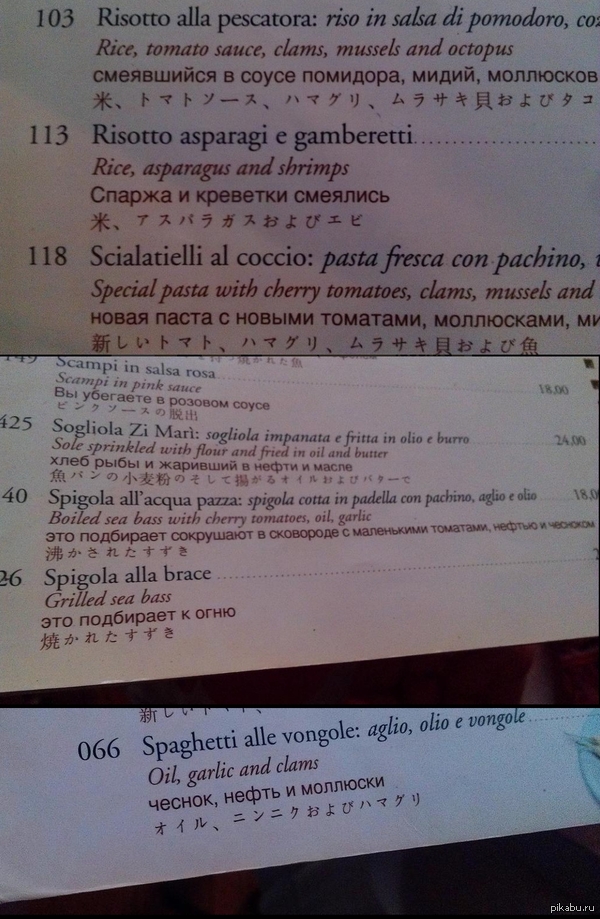 103 Risotto alla pescatora: riso in salsa di pomodoro,
Rice, tomato sauce, clams, mussels and octopus
смеявшийся в соусе помидора, мидий, моллюсков
米、トマトソース、ハマグリ、ムラサキ貝およびタコ
113 Risotto asparagi e gamberetti
Rice, asparagus and shrimps
Спаржа и креветки смеялись
米、アスパラガスおよびエビ
118 Scialatielli al coccio: pasta fresca con pachino,
Special pasta with cherry tomatoes, clams, mussels and
новая паста с новыми томатами, моллюсками,
新しいトマト、ハマグリ、ムラサキ貝および魚
Scampi in salsa rosa
Scampi in pink sauce 18,00
Вы убегаете в розовом соусе
ピンクソースの脱出
425 Sogliola Zi Marì: sogliola impanata e fritta in olio e burro 24,00
Sole sprinkled with flour and fried in oil and butter
хлеб рыбы и жаривший в нефти и масле
魚パンの小麦粉のそして揚がるオイルおよびバターで
40 Spigola all'acqua pazza: spigola cotta in padella con pachino, aglio e olio
Boiled sea bass with cherry tomatoes, oil, garlic
это подбирает сокрушают в сковороде с маленькими томатами, нефтью и чесноком
沸かされたすずき
26 Spigola alla brace
Grilled sea bass
это подбирает к огню
焼かれたすずき
066 Spaghetti alle vongole: aglio, olio e vongole
Oil, garlic and clams
чеснок, нефть и моллюски
オイル、ニンニクおよびハマグリ
pikabu.ru